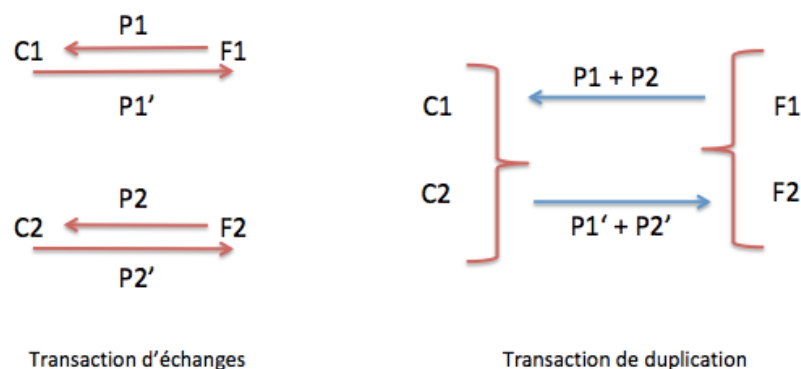 P1
C1 F1
P1'
P2
C2 F2
P2'
Transaction d'échanges
P1 + P2
C1 F1
C2 F2
P1' + P2'
Transaction de duplication